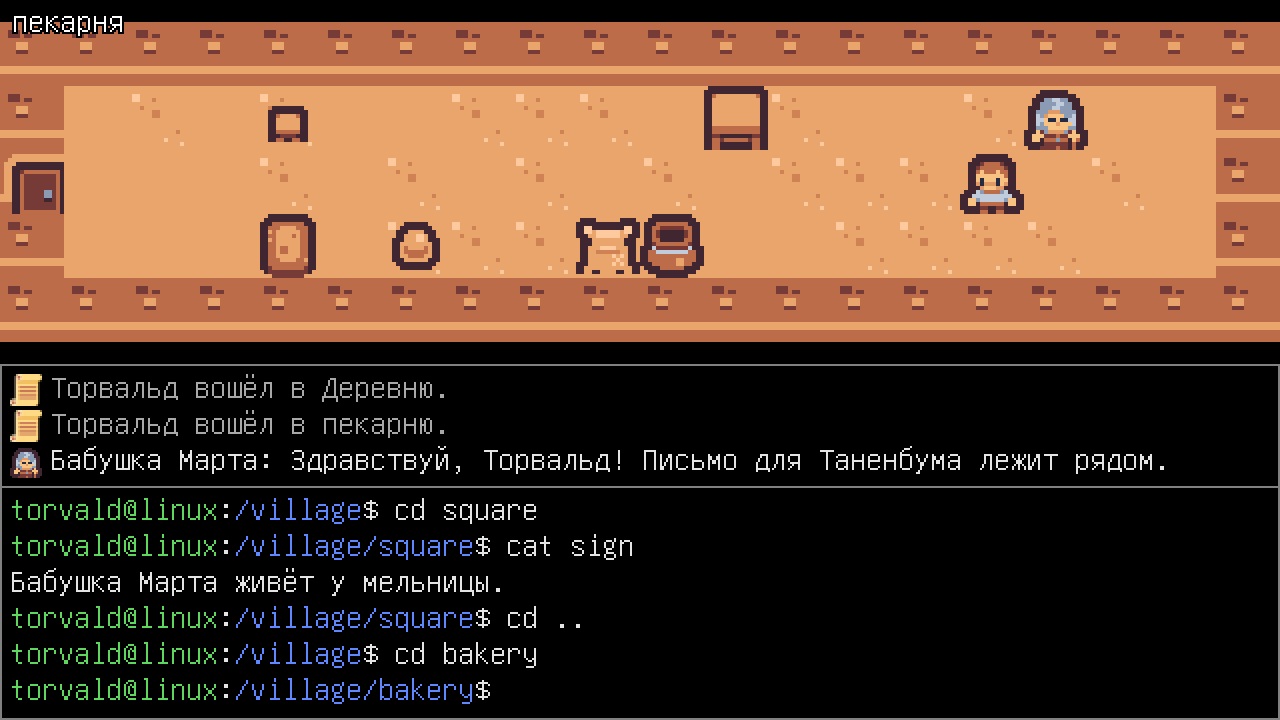 пекарня
Торвальд вошёл в Деревню.
Торвальд вошёл в пекарню.
Бабушка Марта: Здравствуй, Торвальд! Письмо для Таненбума лежит рядом.
torvald@linux:/village$ cd square
torvald@linux:/village/square$ cat sign
Бабушка Марта живёт у мельницы.
torvald@linux:/village/square$ cd ..
torvald@linux:/village$ cd bakery
torvald@linux:/village/bakery$